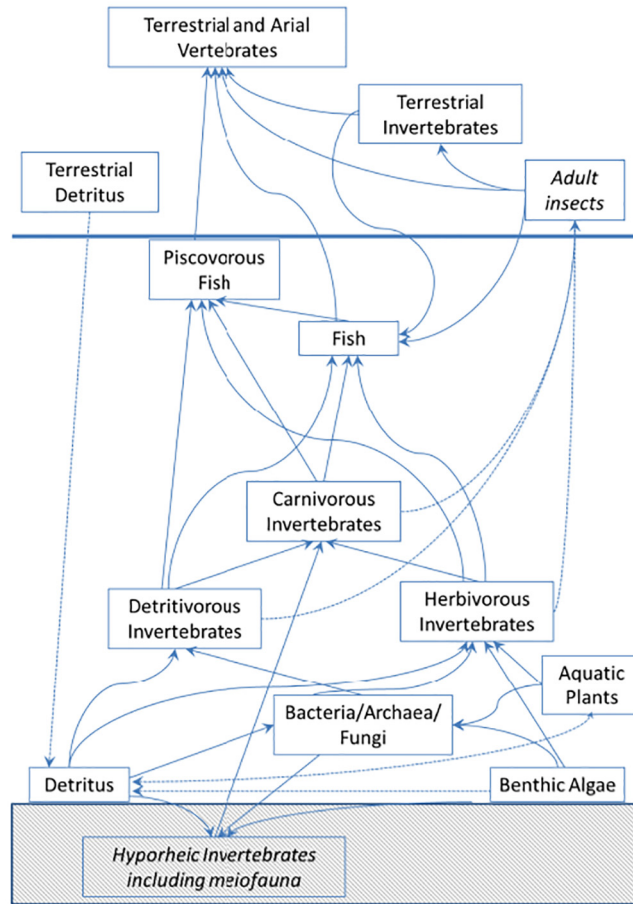 Terrestrial and Arial
Vertebrates
Terrestrial
Invertebrates
Terrestrial
Detritus
Adult
insects
Piscovorous
Fish
Fish
Carnivorous
Invertebrates
Detritivorous
Invertebrates
Herbivorous
Invertebrates
Aquatic
Plants
Bacteria/Archaea/
Fungi
Detritus
Benthic Algae
Hyporheic Invertebrates
including meiofauna